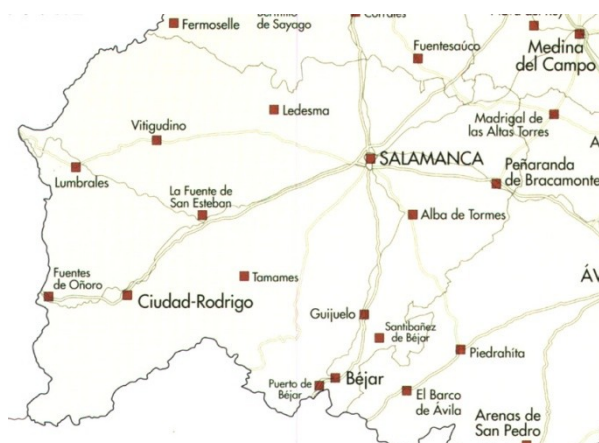 Fermoselle
de Sayago
Corrales
Fuentesaúco
Medina
del Campo
Ledesma
Vitigudino
Madrigal de
las Altas Torres
SALAMANCA
Peñaranda
de Bracamonte
Lumbrales
La Fuente de
San Esteban
Alba de Tormes
Fuentes
de Oñoro
Ciudad-Rodrigo
Tamames
Guijuelo
Santibañez
de Béjar
Piedrahita
Puerto de
Béjar
Béjar
El Barco
de Ávila
Arenas de
San Pedro